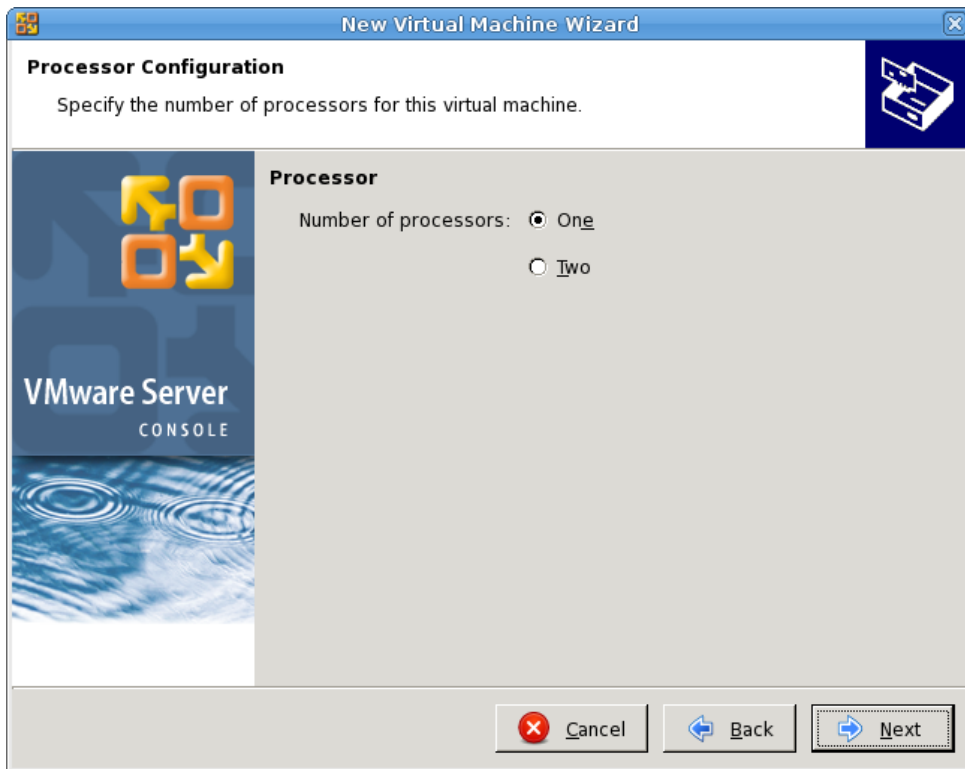 New Virtual Machine Wizard
Processor Configuration
Specify the number of processors for this virtual machine.
Processor
Number of processors: One
Two
VMware Server
CONSOLE
Cancel Back Next